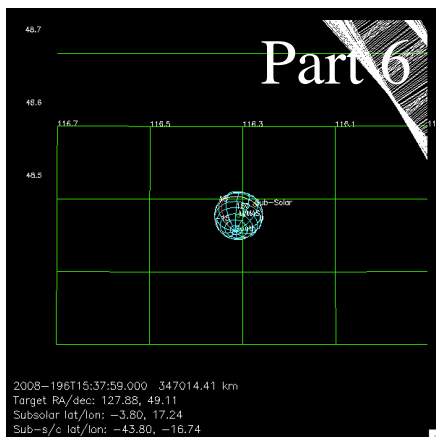 48.7
Part 6
48.6
116.7 116.5 116.3 116.1
48.5
Sub-Solar
2008-196T15:37:59.000 347014.41 km
Target RA/dec: 127.88, 49.11
Subsolar lat/lon: -3.80, 17.24
Sub-s/c lat/lon: -43.80, -16.74